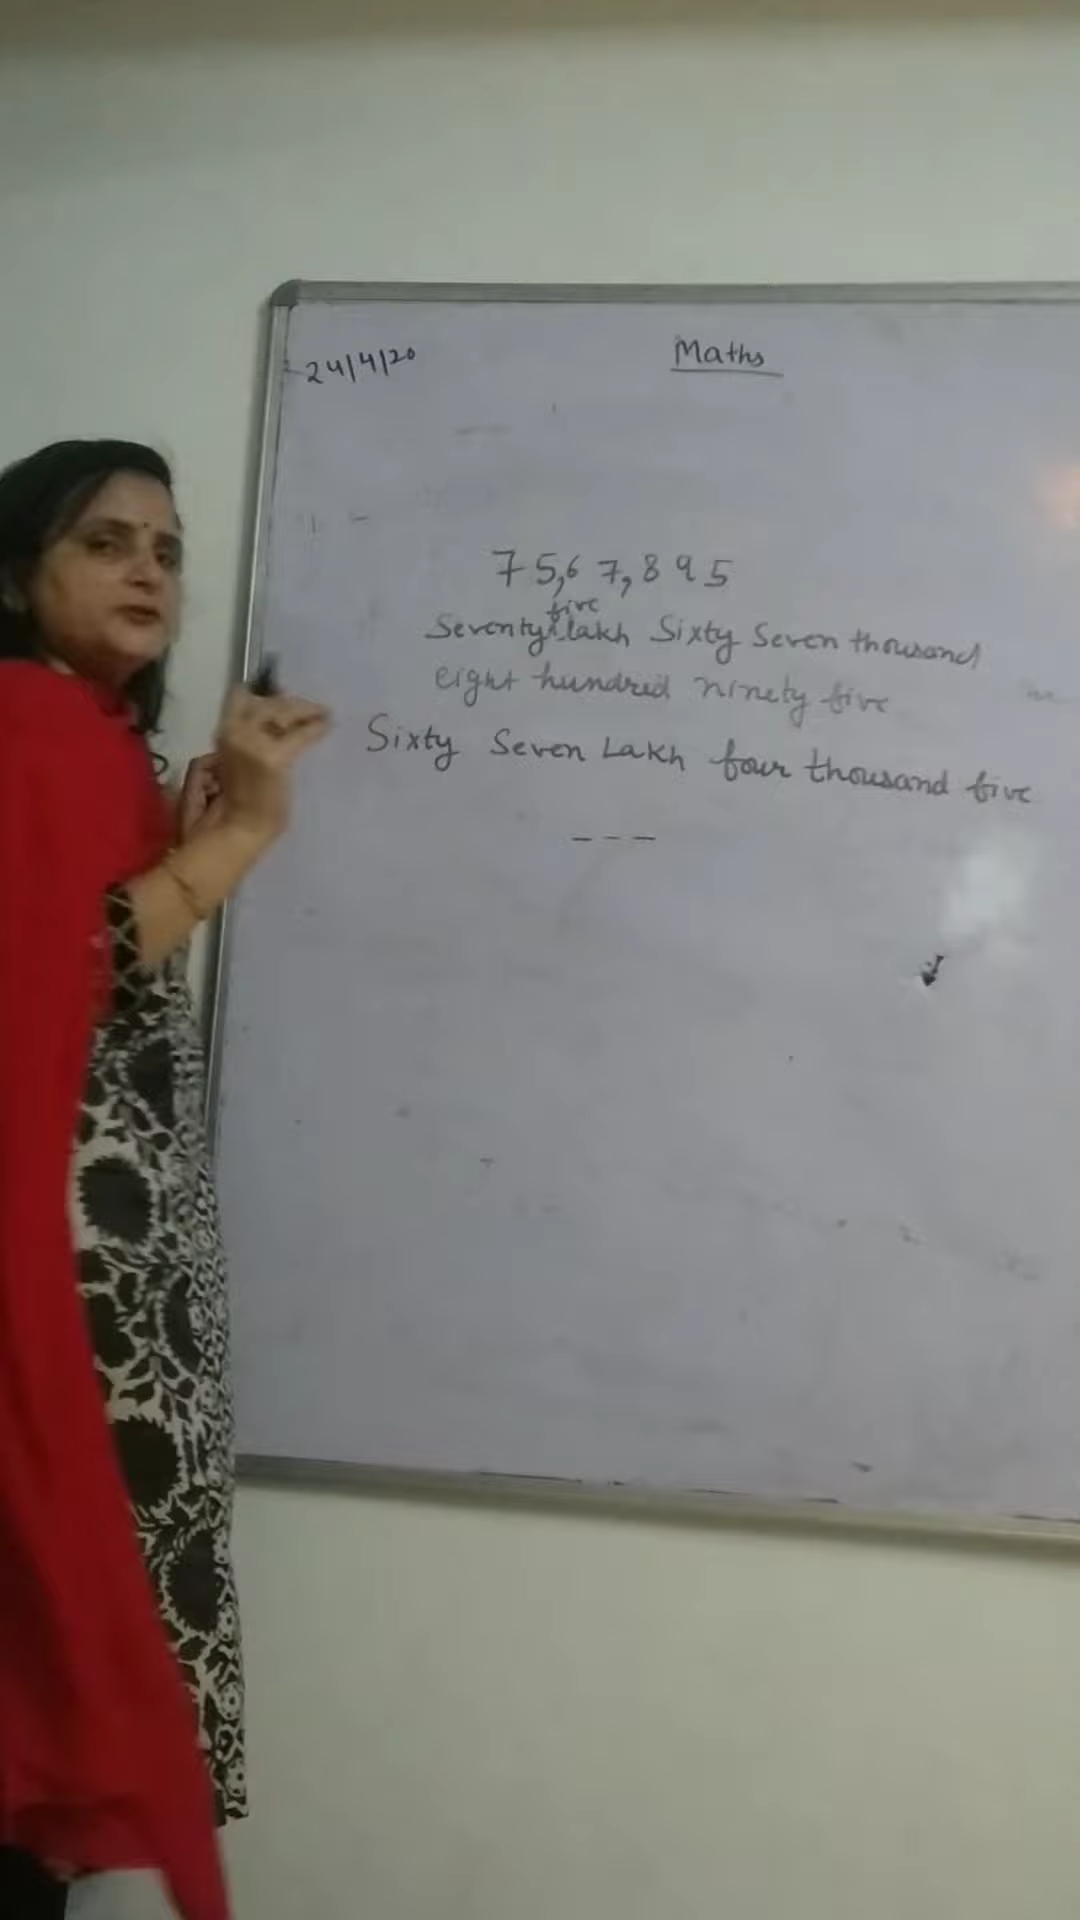 24/4/20
Maths
75,67,895
five
Seventy lakh Sixty Seven thousand
eight hundred ninety five
Sixty Seven Lakh four thousand five
---